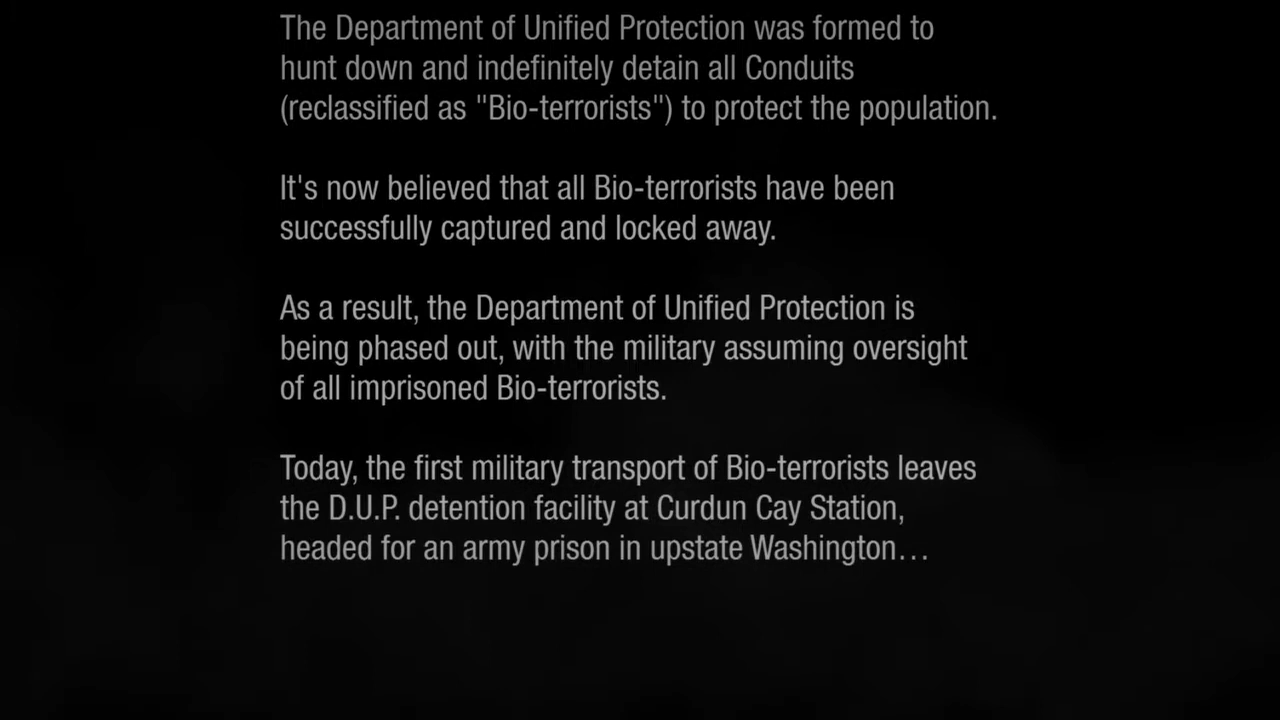 The Department of Unified Protection was formed to
hunt down and indefinitely detain all Conduits
(reclassified as "Bio-terrorists") to protect the population.
It's now believed that all Bio-terrorists have been
successfully captured and locked away.
As a result, the Department of Unified Protection is
being phased out, with the military assuming oversight
of all imprisoned Bio-terrorists.
Today, the first military transport of Bio-terrorists leaves
the D.U.P. detention facility at Curdun Cay Station,
headed for an army prison in upstate Washington…